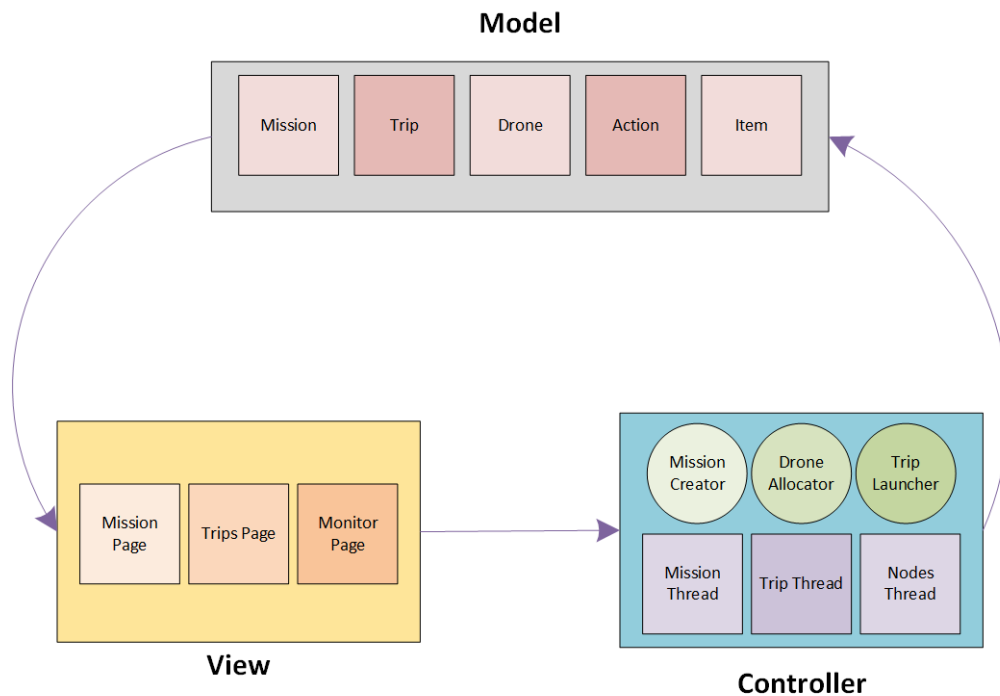 Model
Mission
Trip
Drone
Action
Item
Mission
Page
Trips Page
Monitor
Page
View
Mission
Creator
Drone
Allocator
Trip
Launcher
Mission
Thread
Trip Thread
Nodes
Thread
Controller